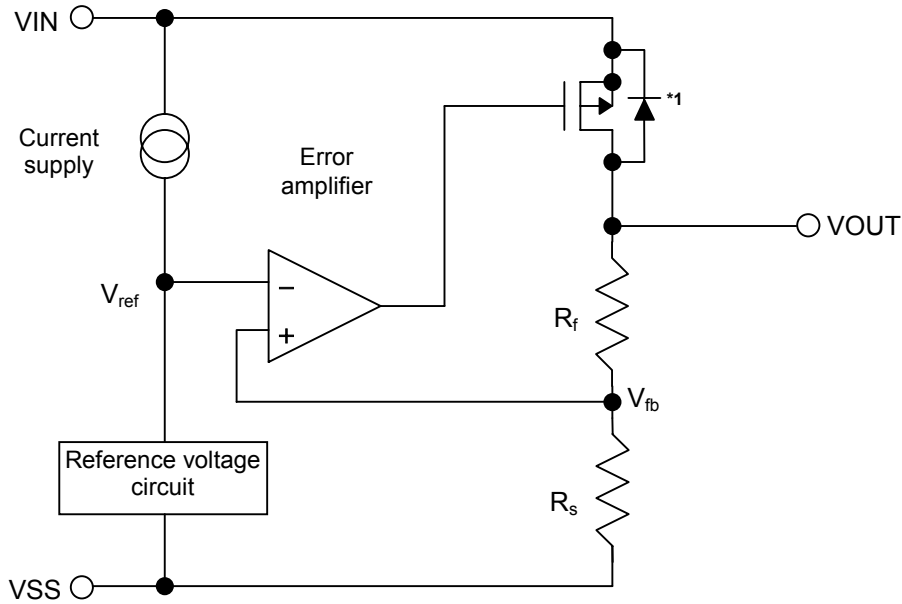 VIN
*1
Current
supply
Error
amplifier
VOUT
−
Vref
+
Rf
Vfb
Reference voltage
circuit
Rs
VSS